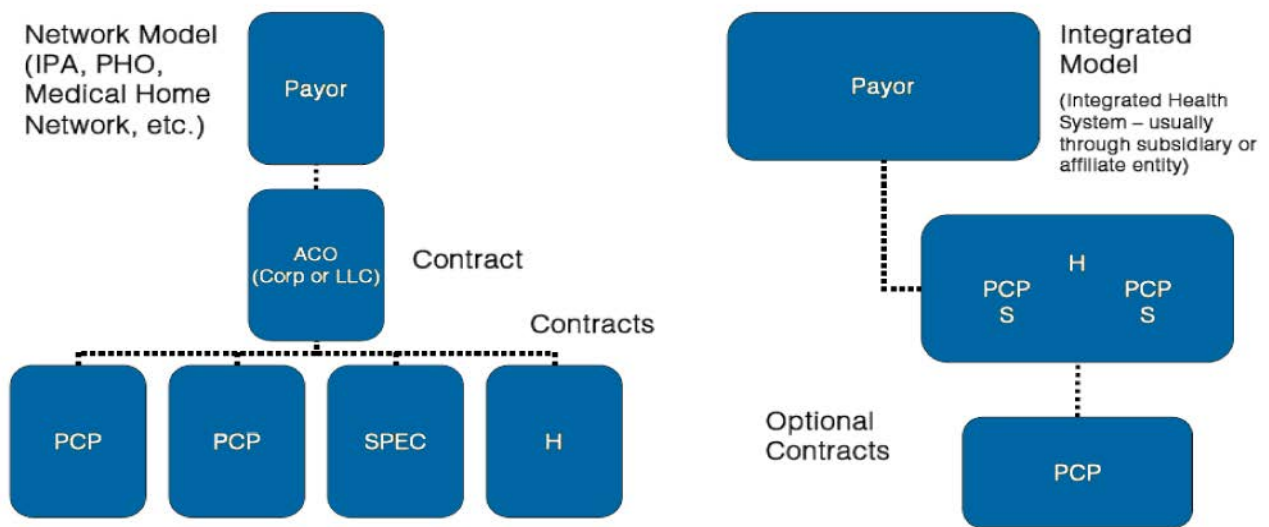 Network Model
(IPA, PHO,
Medical Home
Network, etc.)
Payor
ACO
(Corp or LLC)
Contract
Contracts
PCP
PCP
SPEC
H
Payor
Integrated
Model
(Integrated Health
System – usually
through subsidiary or
affiliate entity)
H
PCP
S
PCP
S
Optional
Contracts
PCP